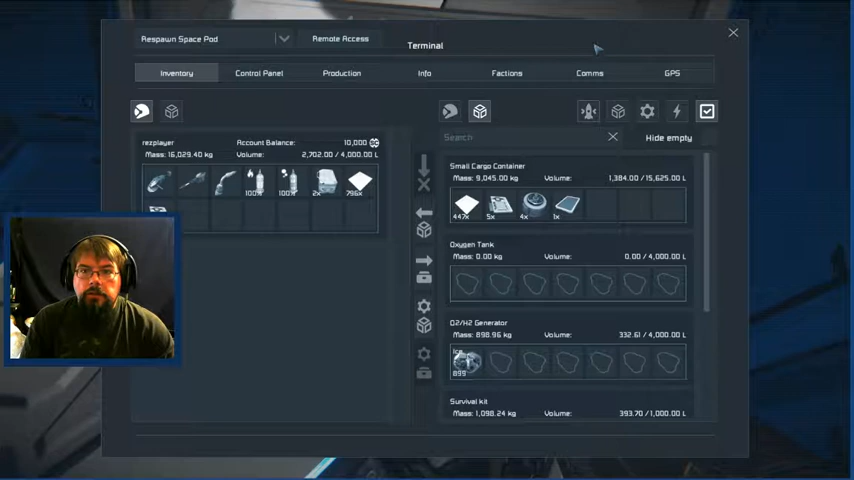 Respawn Space Pod
Remote Access
Terminal
Inventory
Control Panel
Production
Info
Factions
Comms
GPS
rezplayer
Account Balance: 10,000 SC
Mass: 16,029.40 kg
Volume: 2,702.00 / 4,000.00 L
100%
100%
2x
796x
Search
Hide empty
Small Cargo Container
Mass: 9,045.00 kg
Volume: 1,384.00 / 15,625.00 L
447x
5x
4x
1x
Oxygen Tank
Mass: 0.00 kg
Volume: 0.00 / 4,000.00 L
O2/H2 Generator
Mass: 898.96 kg
Volume: 332.61 / 4,000.00 L
Ice
899
Survival kit
Mass: 1,098.24 kg
Volume: 393.70 / 1,000.00 L